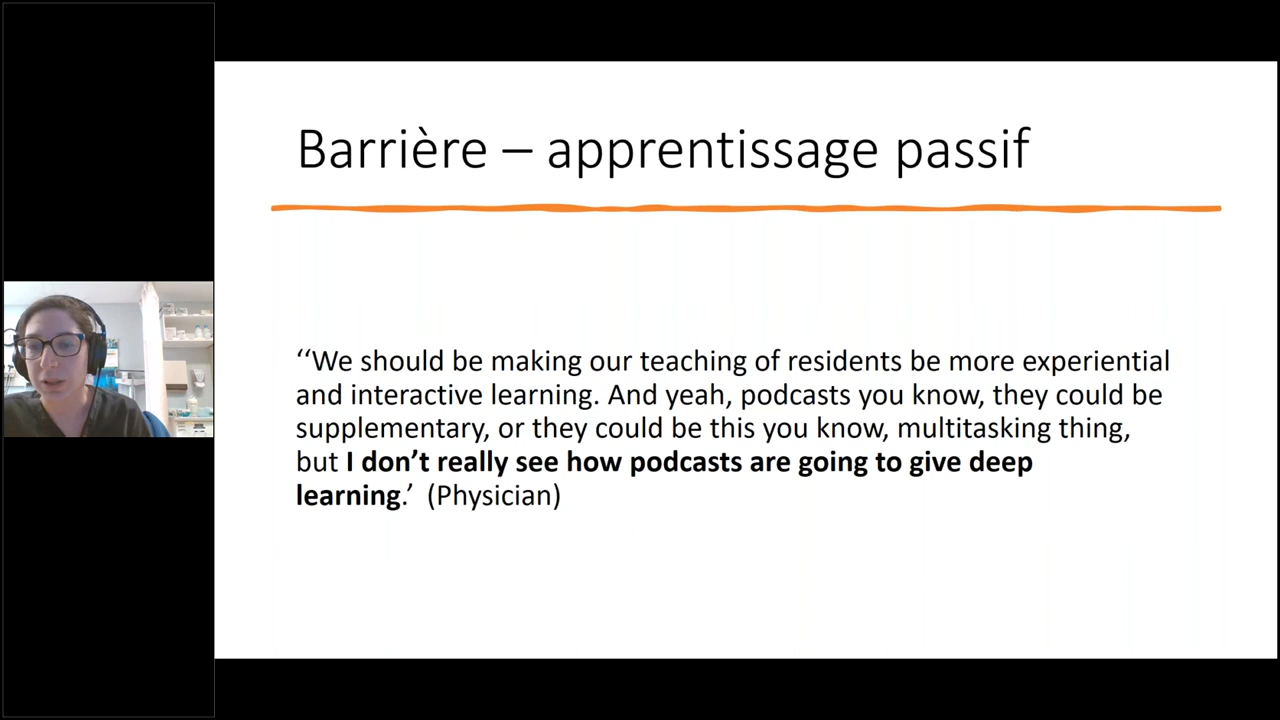 Barrière – apprentissage passif
‘‘We should be making our teaching of residents be more experiential
and interactive learning. And yeah, podcasts you know, they could be
supplementary, or they could be this you know, multitasking thing,
but I don’t really see how podcasts are going to give deep
learning.’ (Physician)